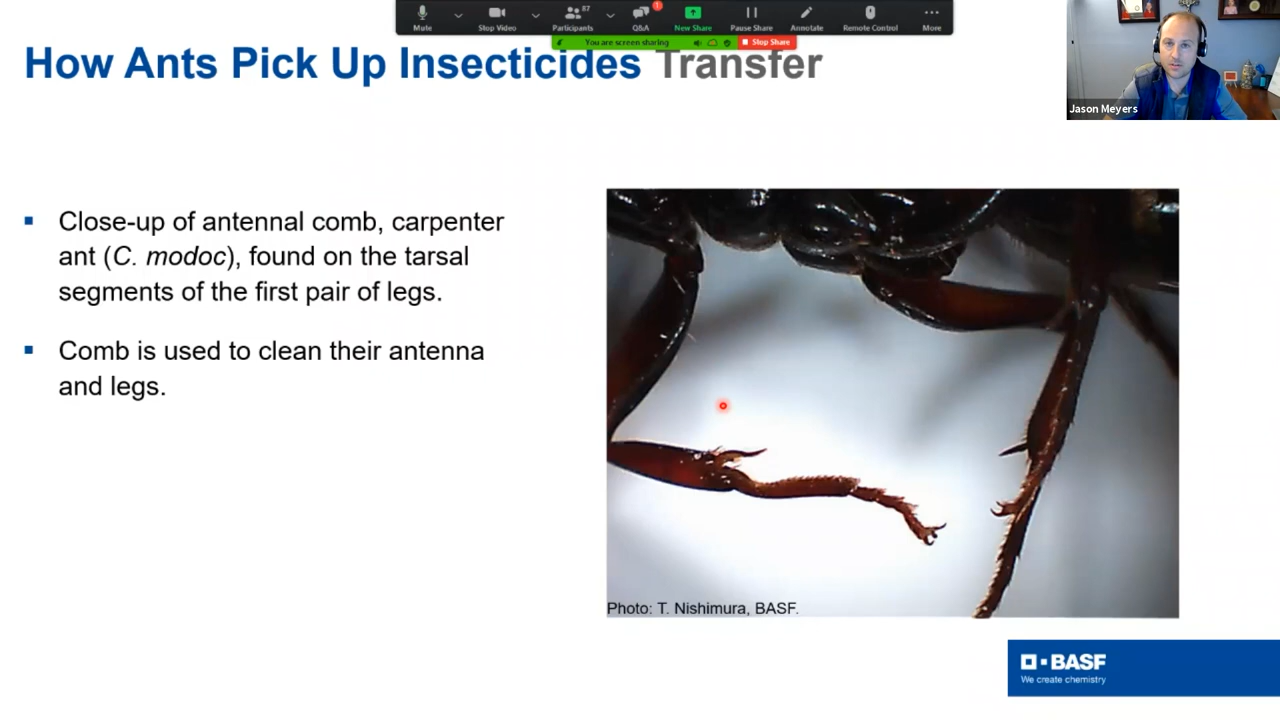 Mute
Stop Video
87
Participants
1
Q&A
New Share
Pause Share
Annotate
Remote Control
More
You are screen sharing
Stop Share
How Ants Pick Up Insecticides Transfer
Jason Meyers
Close-up of antennal comb, carpenter
ant (C. modoc), found on the tarsal
segments of the first pair of legs.
Comb is used to clean their antenna
and legs.
Photo: T. Nishimura, BASF.
BASF
We create chemistry